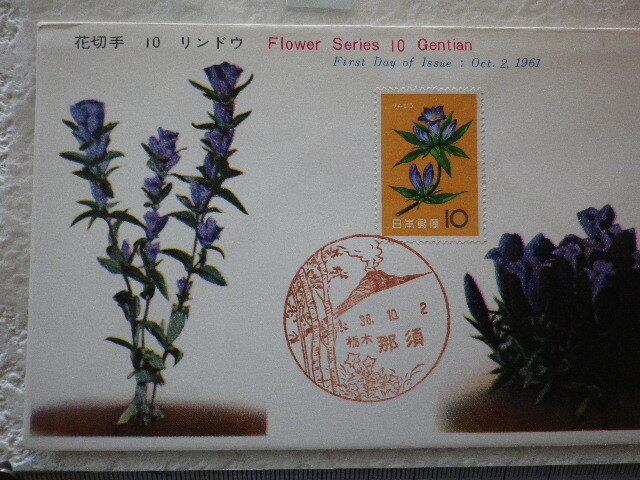 花切手 10 リンドウ Flower Series 10 Gentian
First Day of Issue : Oct. 2, 1961
りんどう
日本郵便 10
36. 10. 2
栃木 那須